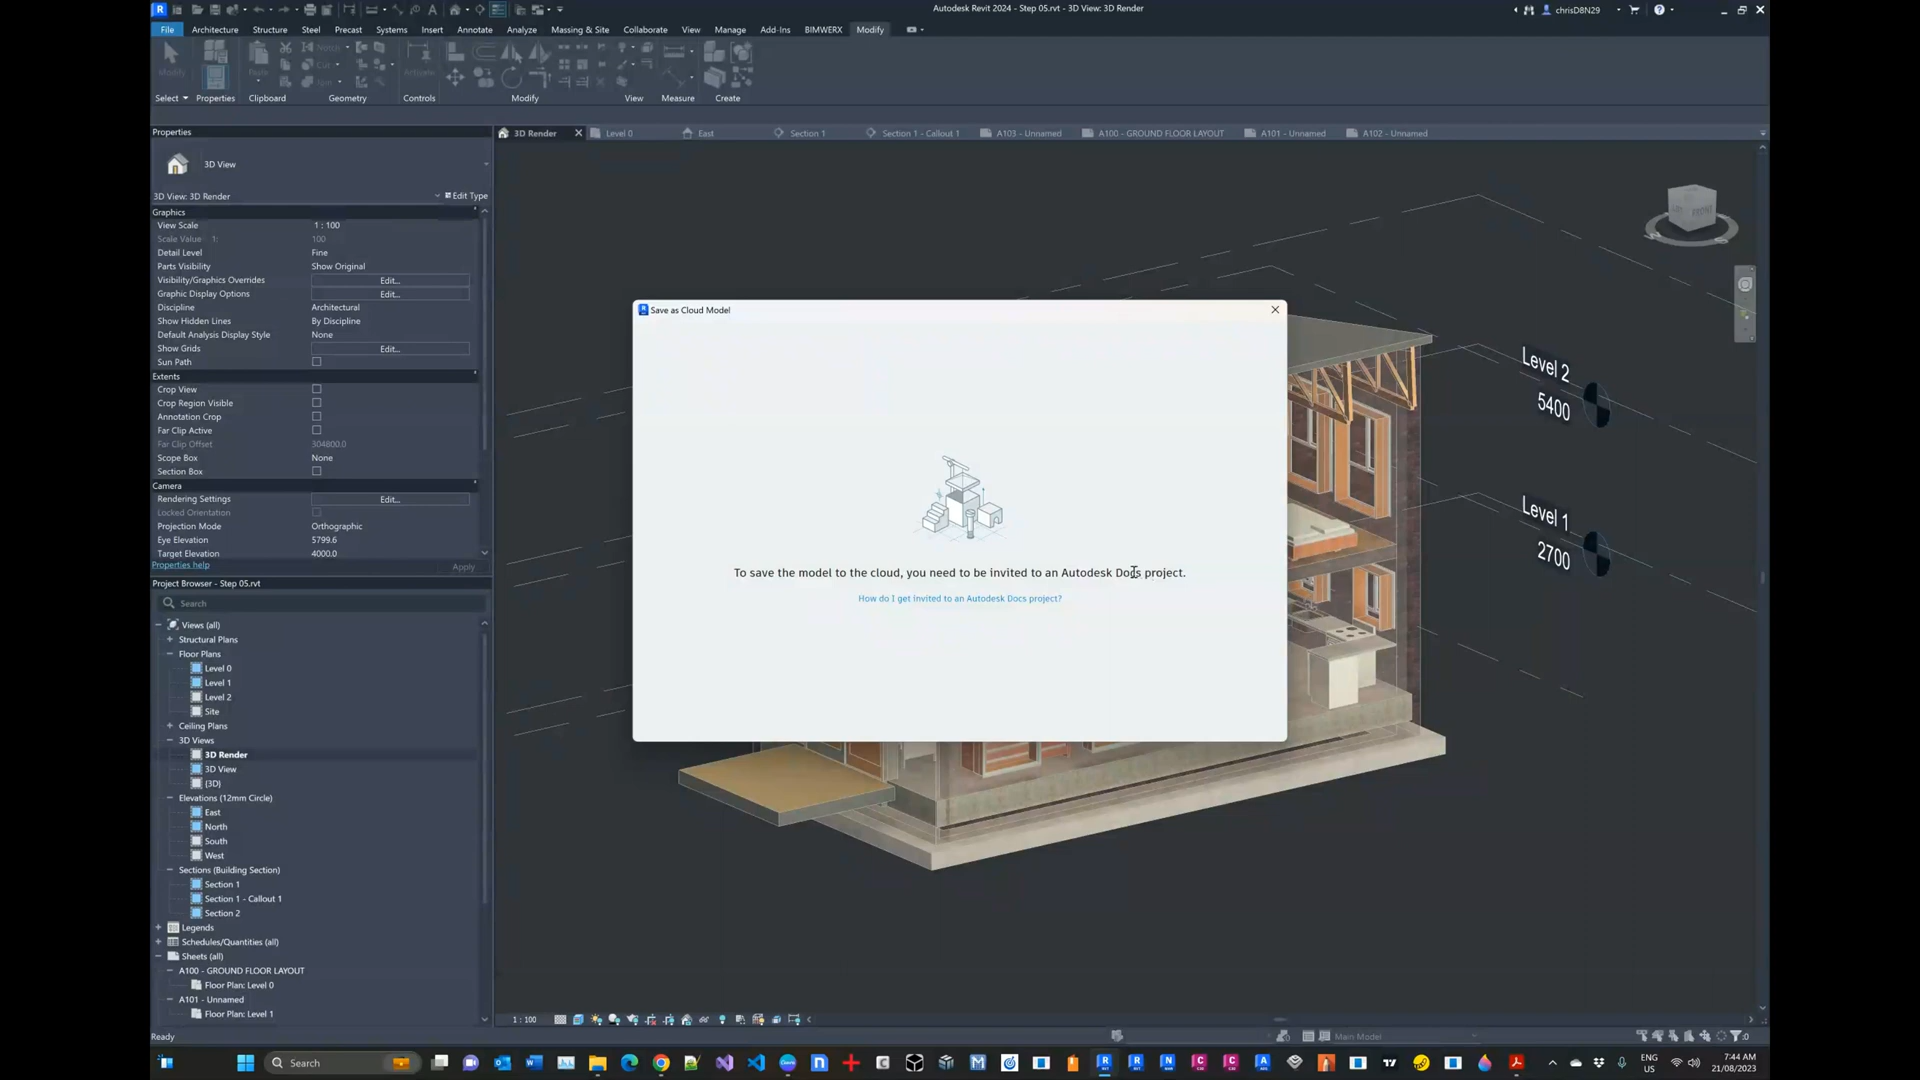 Autodesk Revit 2024 - Step 05.rvt - 3D View: 3D Render
chrisD8N29
File Architecture Structure Steel Precast Systems Insert Annotate Analyze Massing & Site Collaborate View Manage Add-Ins BIMWERX Modify
Modify
Paste
Cut
Join
Activate
Select Properties Clipboard Geometry Controls Modify View Measure Create
Properties
3D Render Level 0 East Section 1 Section 1 - Callout 1 A103 - Unnamed A100 - GROUND FLOOR LAYOUT A101 - Unnamed A102 - Unnamed
3D View
3D View: 3D Render Edit Type
Graphics
View Scale 1 : 100
Scale Value 1: 100
Detail Level Fine
Parts Visibility Show Original
Visibility/Graphics Overrides Edit...
Graphic Display Options Edit...
Discipline Architectural
Show Hidden Lines By Discipline
Default Analysis Display Style None
Show Grids Edit...
Sun Path
Extents
Crop View
Crop Region Visible
Annotation Crop
Far Clip Active
Far Clip Offset 304800.0
Scope Box None
Section Box
Camera
Rendering Settings Edit...
Locked Orientation
Projection Mode Orthographic
Eye Elevation 5799.6
Target Elevation 4000.0
Properties help Apply
FRONT
W
S
Level 2
5400
Level 1
2700
Save as Cloud Model
To save the model to the cloud, you need to be invited to an Autodesk Docs project.
How do I get invited to an Autodesk Docs project?
Project Browser - Step 05.rvt
Search
Views (all)
Structural Plans
Floor Plans
Level 0
Level 1
Level 2
Site
Ceiling Plans
3D Views
3D Render
3D View
{3D}
Elevations (12mm Circle)
East
North
South
West
Sections (Building Section)
Section 1
Section 1 - Callout 1
Section 2
Legends
Schedules/Quantities (all)
Sheets (all)
A100 - GROUND FLOOR LAYOUT
Floor Plan: Level 0
A101 - Unnamed
Floor Plan: Level 1
1 : 100
Ready
Main Model
:0
Search
ENG
US
7:44 AM
21/08/2023